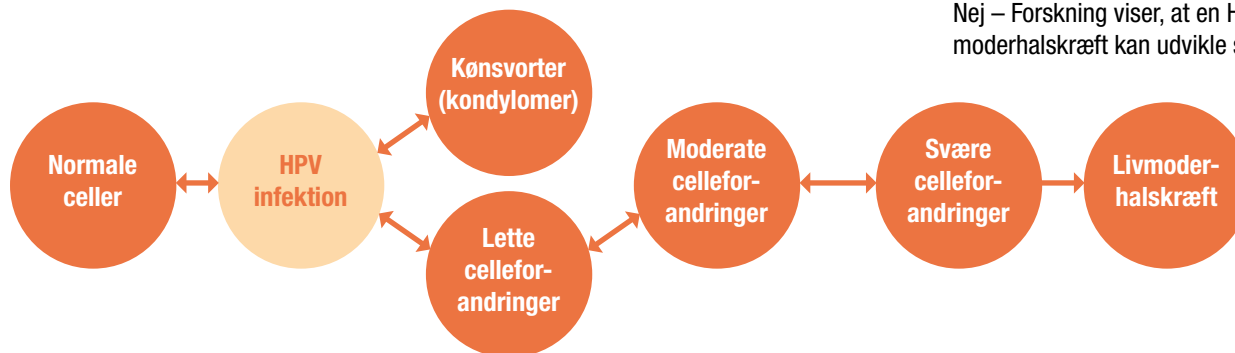 Nej – Forskning viser, at en H
moderhalskræft kan udvikle s
Normale
celler
HPV
infektion
Kønsvorter
(kondylomer)
Lette
cellefor-
andringer
Moderate
cellefor-
andringer
Svære
cellefor-
andringer
Livmoder-
halskræft